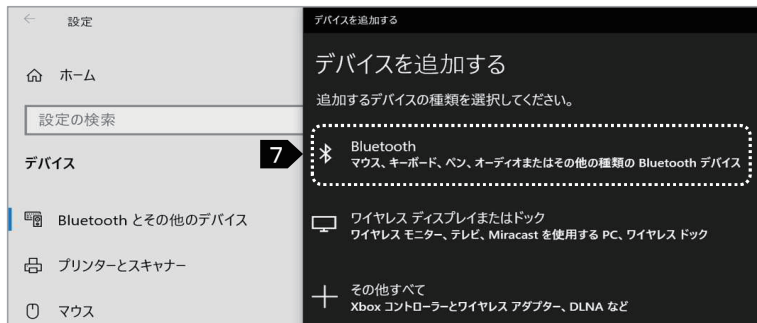 設定
ホーム
設定の検索
デバイス
Bluetooth とその他のデバイス
プリンターとスキャナー
マウス
7
デバイスを追加する
デバイスを追加する
追加するデバイスの種類を選択してください。
Bluetooth
マウス、キーボード、ペン、オーディオまたはその他の種類の Bluetooth デバイス
ワイヤレス ディスプレイまたはドック
ワイヤレス モニター、テレビ、Miracast を使用する PC、ワイヤレス ドック
その他すべて
Xbox コントローラーとワイヤレス アダプター、DLNA など